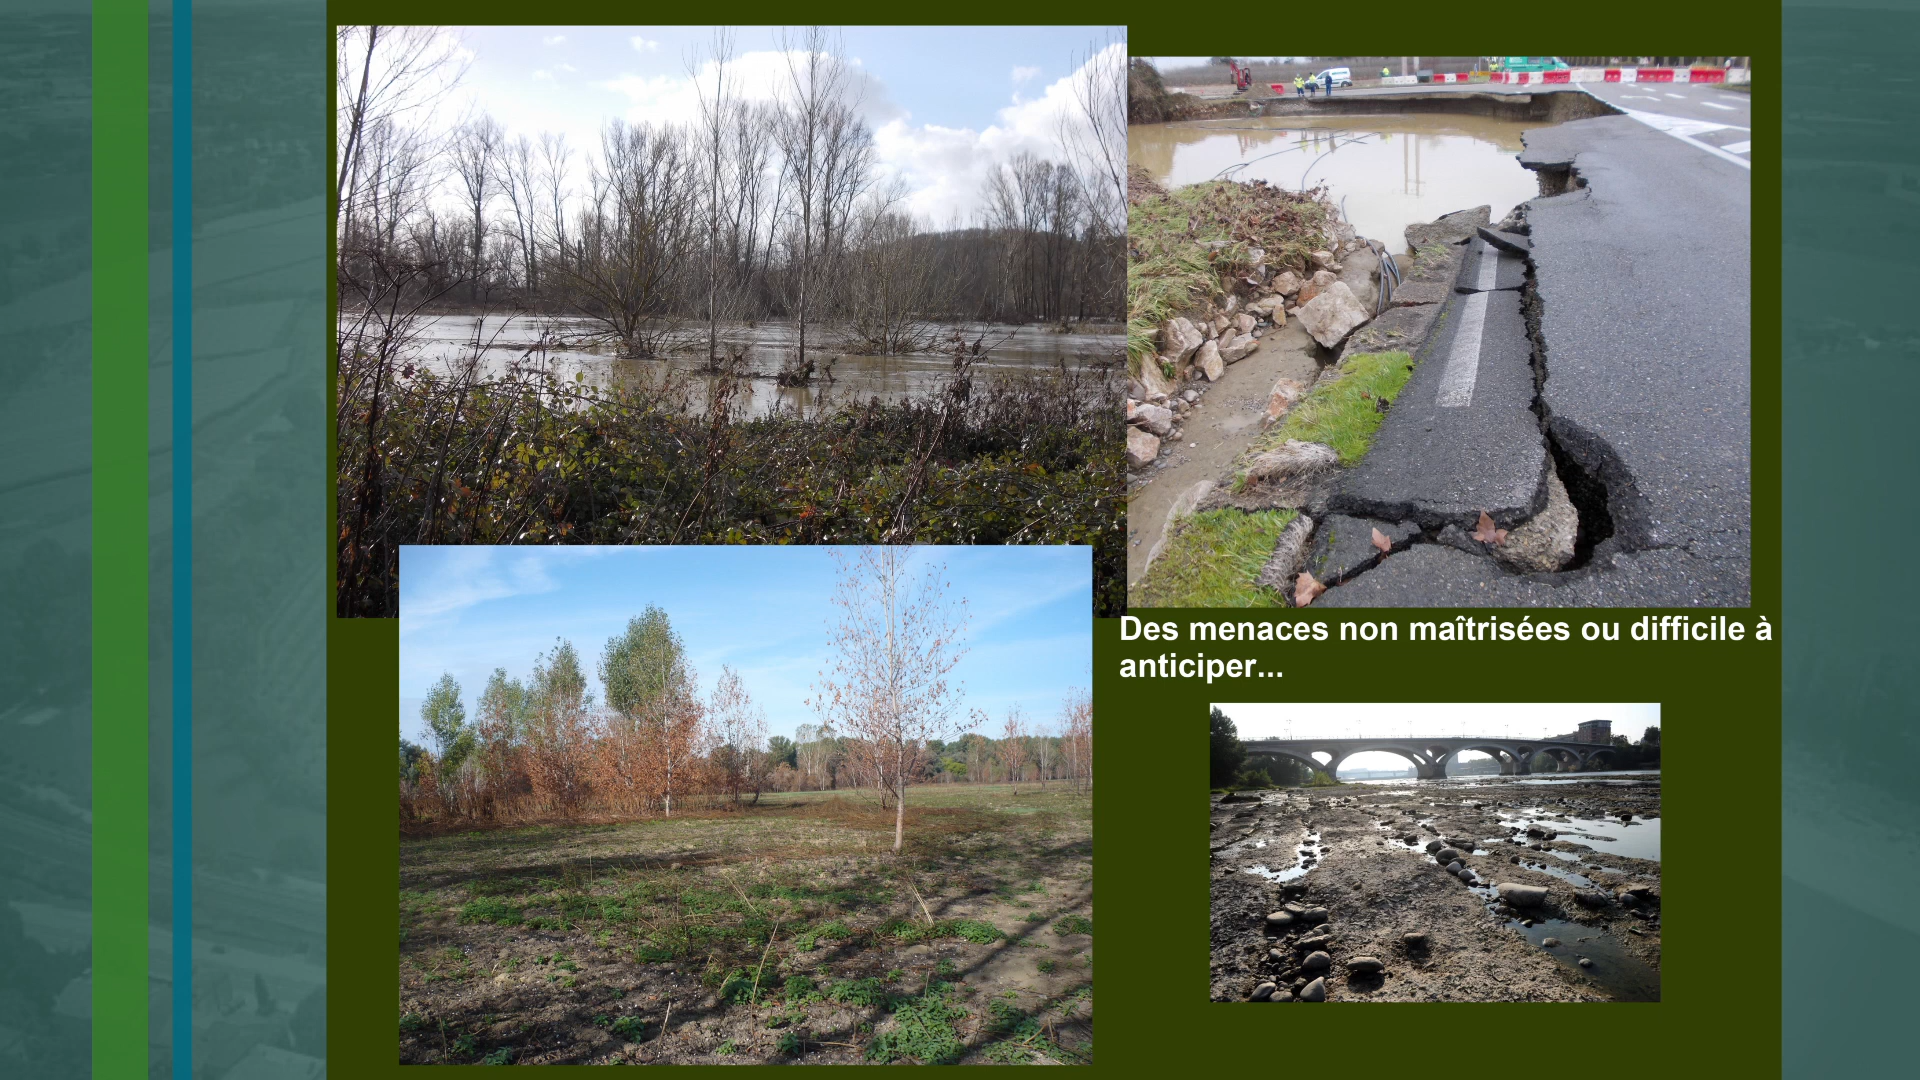 Des menaces non maîtrisées ou difficile à
anticiper...